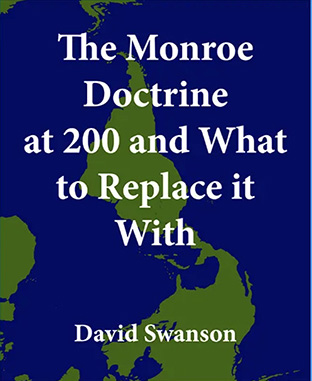 The Monroe
Doctrine
at 200 and What
to Replace it
With
David Swanson